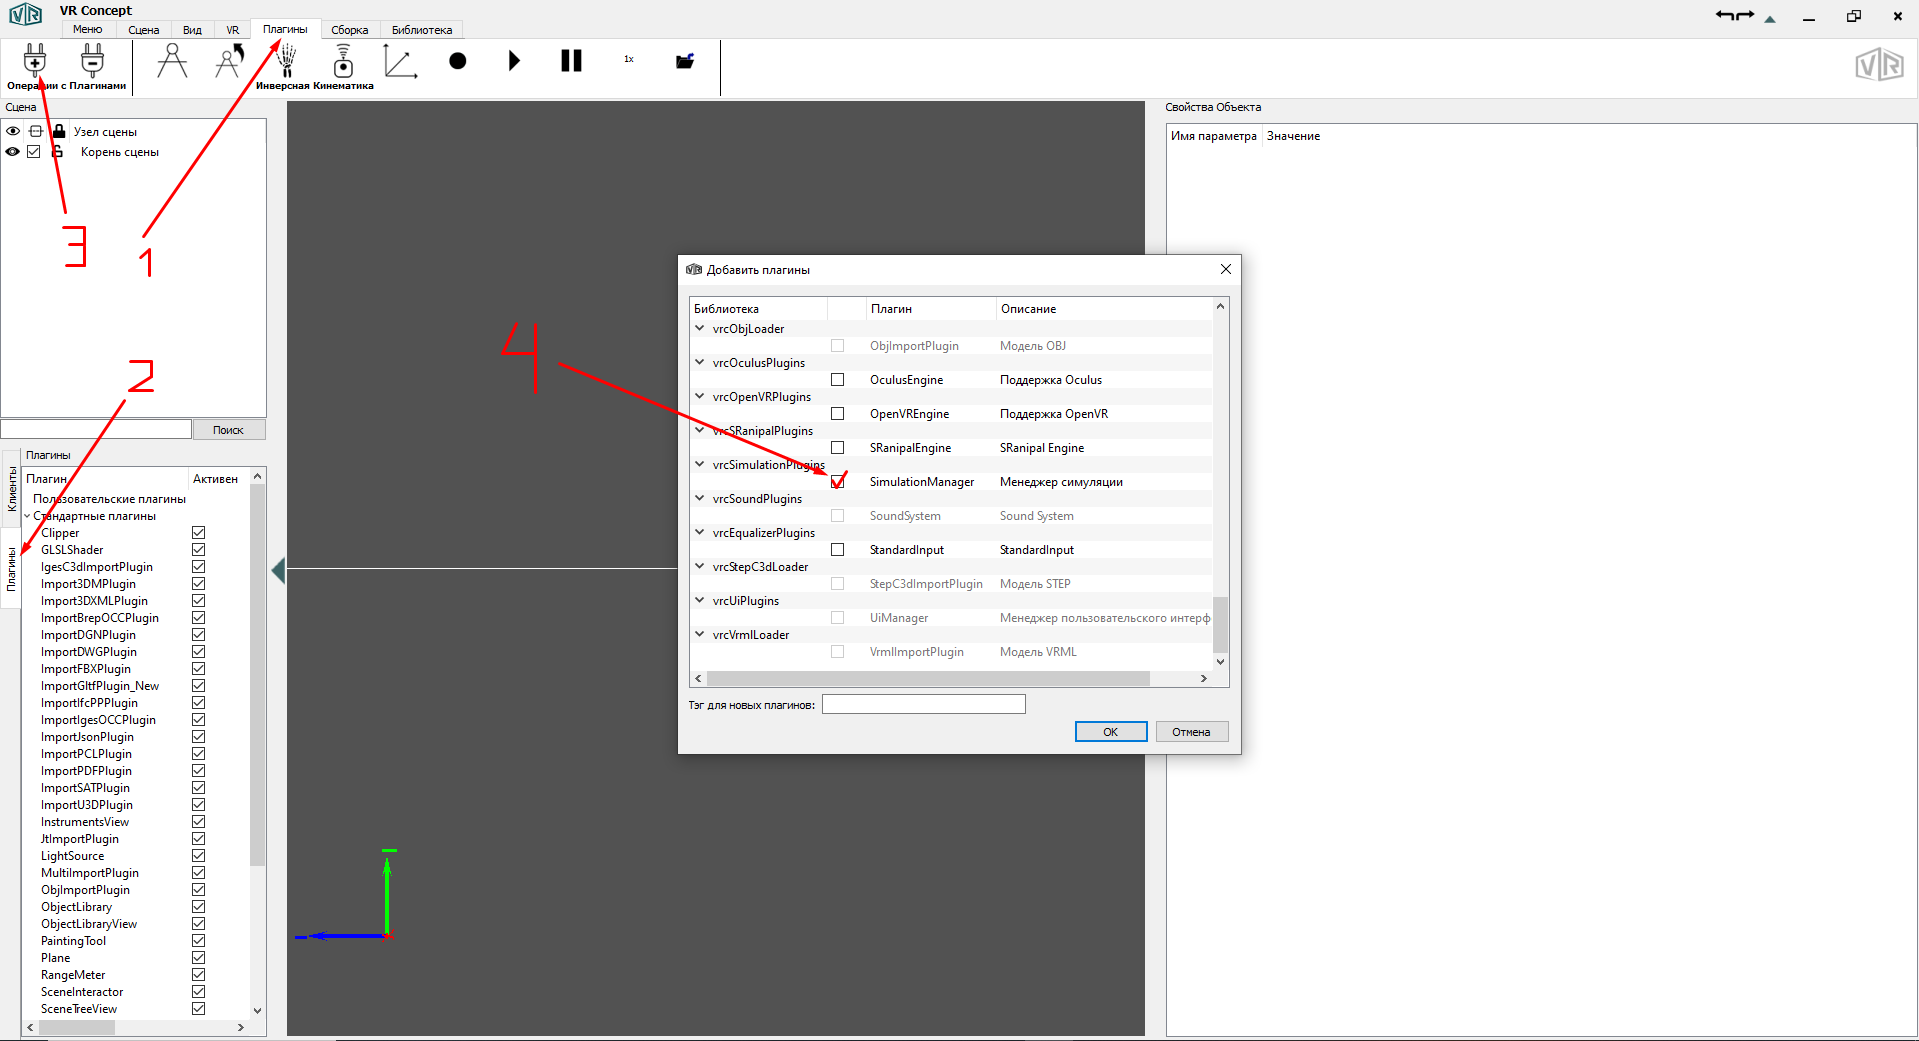 VR Concept
Меню Сцена Вид VR Плагины Сборка Библиотека
1x
Операции с Плагинами
Инверсная Кинематика
VR
Сцена
Узел сцены
Корень сцены
3
1
2
4
Поиск
Клиенты
Плагины
Плагины
Плагин Активен
Пользовательские плагины
Стандартные плагины
Clipper
GLSLShader
IgesC3dImportPlugin
Import3DMPlugin
Import3DXMLPlugin
ImportBrepOCCPlugin
ImportDGNPlugin
ImportDWGPlugin
ImportFBXPlugin
ImportGltfPlugin_New
ImportIfcPPPlugin
ImportIgesOCCPlugin
ImportJsonPlugin
ImportPCLPlugin
ImportPDFPlugin
ImportSATPlugin
ImportU3DPlugin
InstrumentsView
JtImportPlugin
LightSource
MultiImportPlugin
ObjImportPlugin
ObjectLibrary
ObjectLibraryView
PaintingTool
Plane
RangeMeter
SceneInteractor
SceneTreeView
Добавить плагины
Библиотека Плагин Описание
vrcObjLoader
ObjImportPlugin Модель OBJ
vrcOculusPlugins
OculusEngine Поддержка Oculus
vrcOpenVRPlugins
OpenVREngine Поддержка OpenVR
vrcSRanipalPlugins
SRanipalEngine SRanipal Engine
vrcSimulationPlugins
SimulationManager Менеджер симуляции
vrcSoundPlugins
SoundSystem Sound System
vrcEqualizerPlugins
StandardInput StandardInput
vrcStepC3dLoader
StepC3dImportPlugin Модель STEP
vrcUiPlugins
UiManager Менеджер пользовательского интерф
vrcVrmlLoader
VrmlImportPlugin Модель VRML
Тэг для новых плагинов:
OK Отмена
Свойства Объекта
Имя параметра Значение